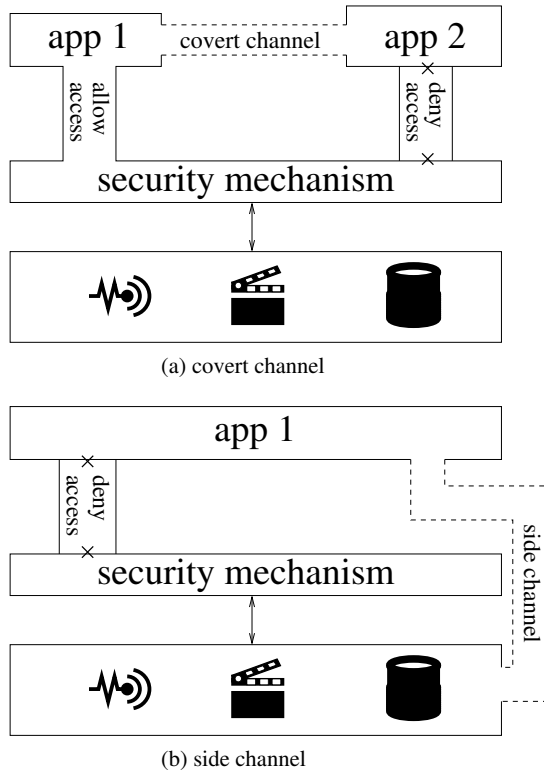 app 1
covert channel
app 2
allow
access
deny
access
security mechanism
(a) covert channel
app 1
deny
access
side channel
security mechanism
(b) side channel